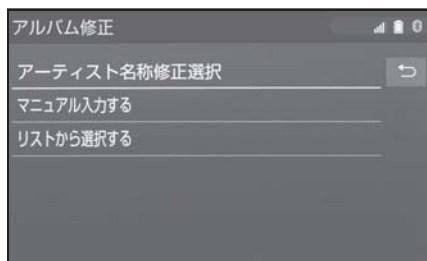 アルバム修正
アーティスト名称修正選択
マニュアル入力する
リストから選択する